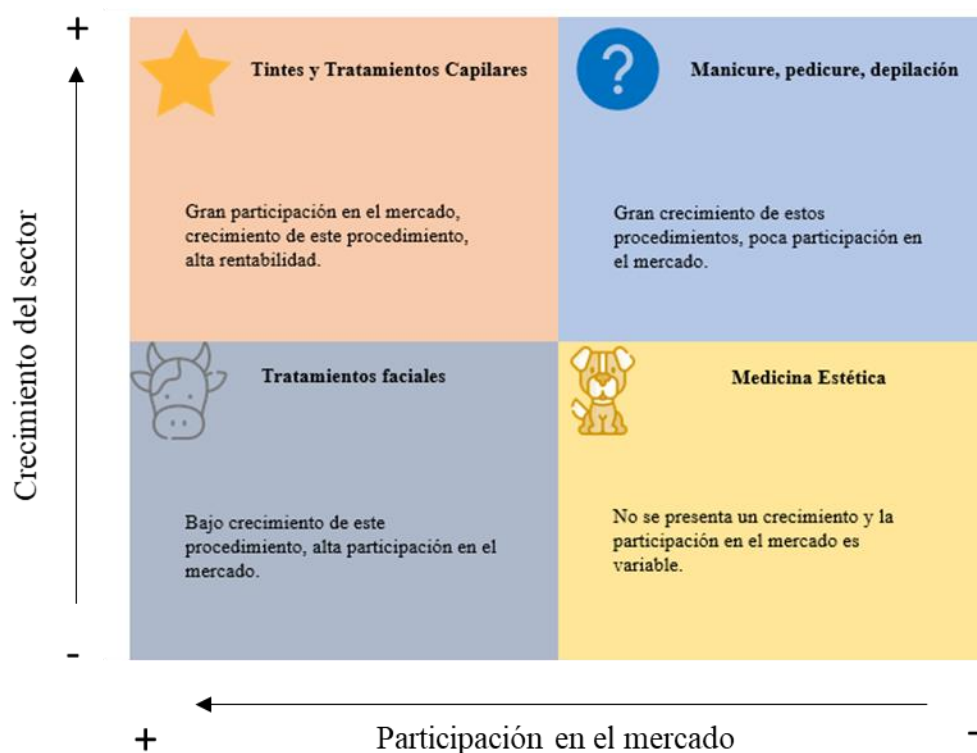 +
Tintes y Tratamientos Capilares
Gran participación en el mercado,
crecimiento de este procedimiento,
alta rentabilidad.
?
Manicure, pedicure, depilación
Gran crecimiento de estos
procedimientos, poca participación en
el mercado.
Crecimiento del sector
Tratamientos faciales
Bajo crecimiento de este
procedimiento, alta participación en el
mercado.
Medicina Estética
No se presenta un crecimiento y la
participación en el mercado es
variable.
-
+ Participación en el mercado -